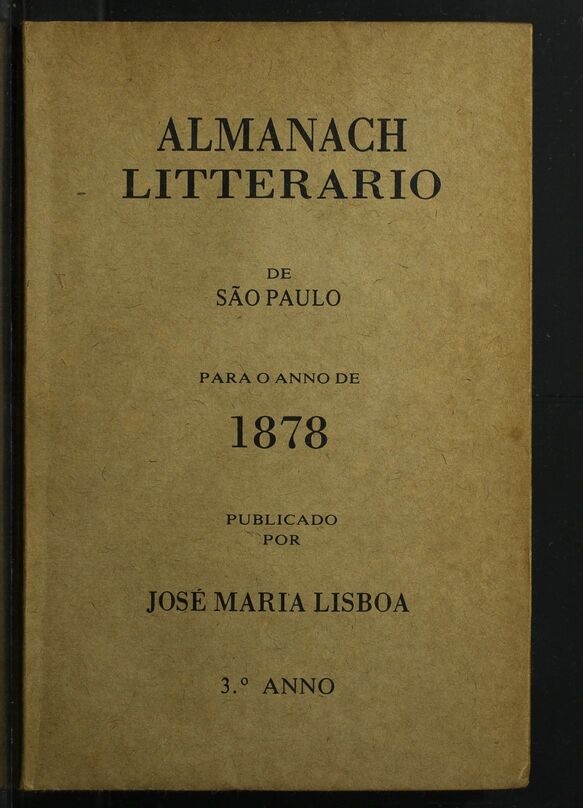 ALMANACH
LITTERARIO
DE
SÃO PAULO
PARA O ANNO DE
1878
PUBLICADO
POR
JOSÉ MARIA LISBOA
3.º ANNO